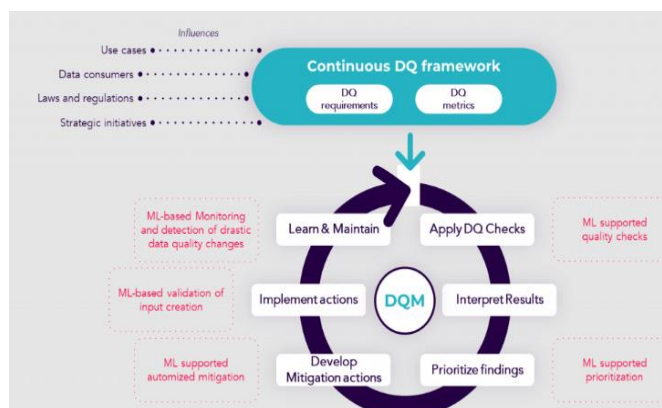 Influences
Use cases
Data consumers
Laws and regulations
Strategic initiatives
Continuous DQ framework
DQ
requirements
DQ
metrics
ML-based Monitoring
and detection of drastic
data quality changes
Learn & Maintain
Apply DQ Checks
ML supported
quality checks
ML-based validation of
input creation
Implement actions
DQM
Interpret Results
ML supported
automized mitigation
Develop
Mitigation actions
Prioritize findings
ML supported
prioritization